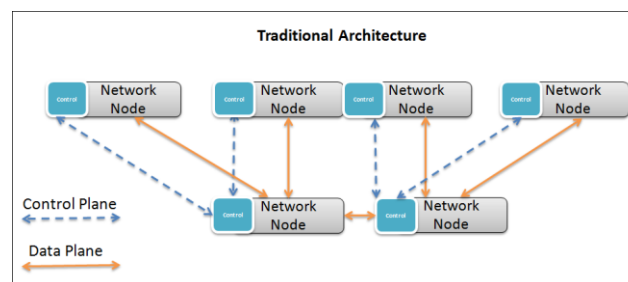 Traditional Architecture
Control
Network
Node
Control
Network
Node
Control
Network
Node
Control
Network
Node
Control Plane
Control
Network
Node
Control
Network
Node
Data Plane